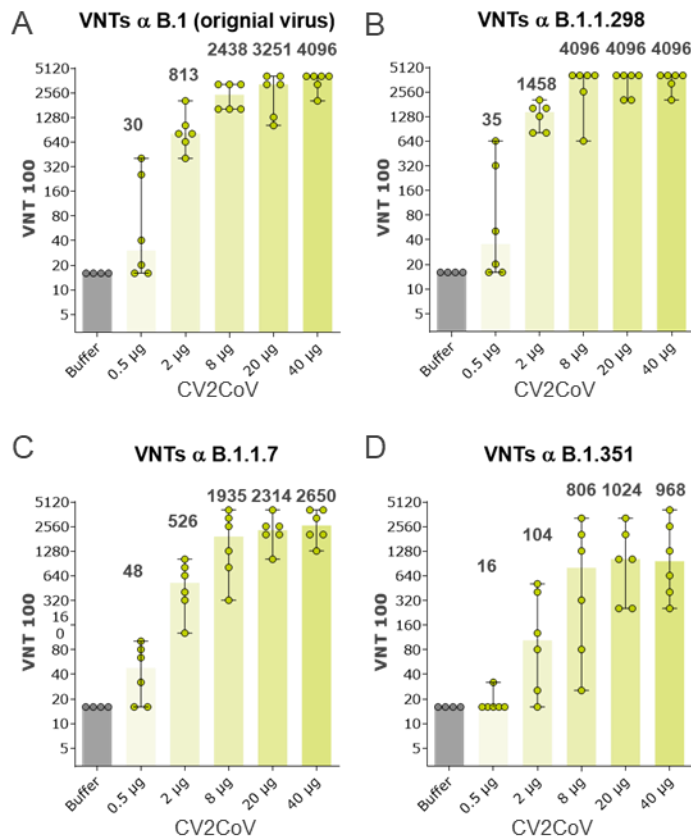 A
VNTs α B.1 (orignial virus)
30
813
2438 3251 4096
VNT 100
5120
2560
1280
640
320
160
80
40
20
10
5
Buffer
0.5 µg
2 µg
8 µg
20 µg
40 µg
CV2CoV
B
VNTs α B.1.1.298
35
1458
4096 4096 4096
VNT 100
5120
2560
1280
640
320
160
80
40
20
10
5
Buffer
0.5 µg
2 µg
8 µg
20 µg
40 µg
CV2CoV
C
VNTs α B.1.1.7
48
526
1935 2314 2650
VNT 100
5120
2560
1280
640
320
16
0
80
40
20
10
5
Buffer
0.5 µg
2 µg
8 µg
20 µg
40 µg
CV2CoV
D
VNTs α B.1.351
16
104
806 1024 968
VNT 100
5120
2560
1280
640
320
160
80
40
20
10
5
Buffer
0.5 µg
2 µg
8 µg
20 µg
40 µg
CV2CoV